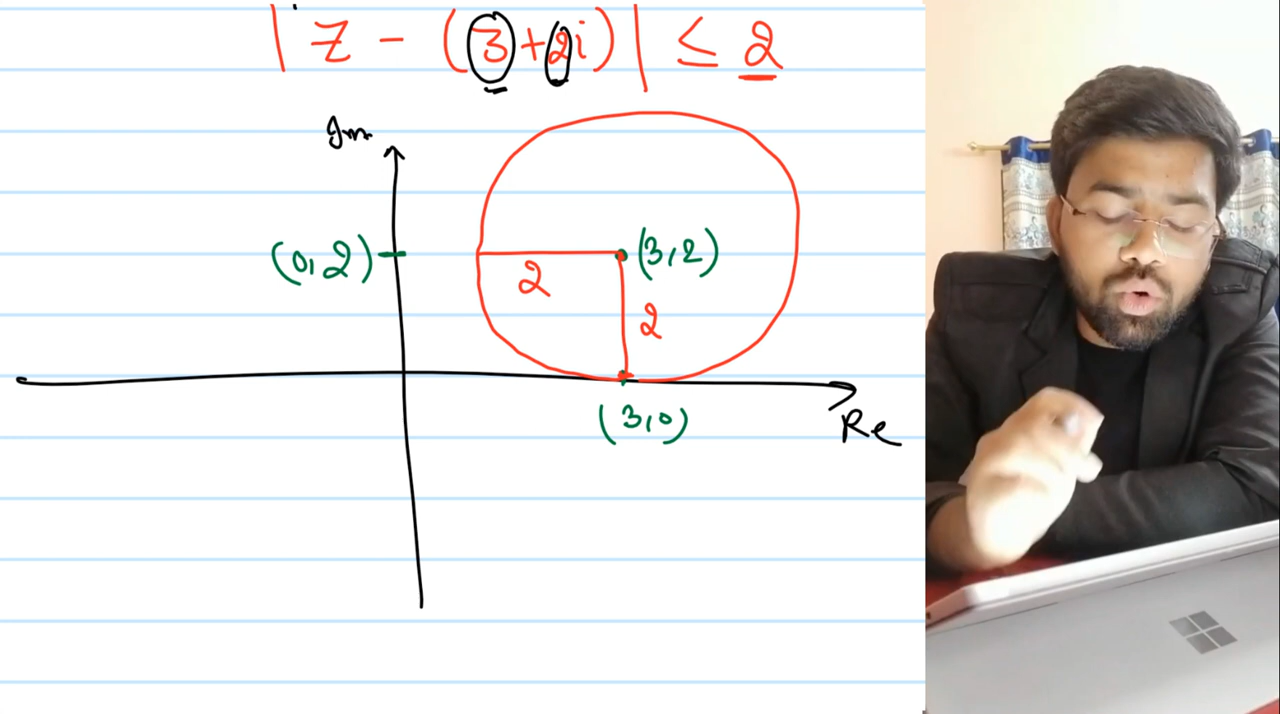 |z - (3+2i)| ≤ 2
Im
(0,2)
(3,2)
2
2
(3,0)
Re